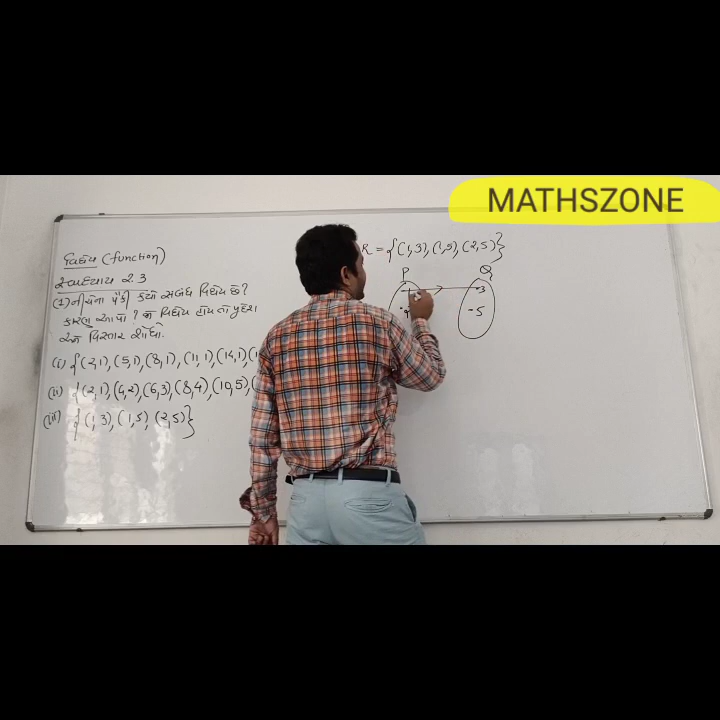 MATHSZONE
વિધેય (function)
સ્વાધ્યાય 2.3
(1) નીચેના પૈકી કયો સંબંધ વિધેય છે?
કારણ આપો? જો વિધેય હોય તો પ્રદેશ
અને વિસ્તાર શોધો.
(i) {(2,1), (5,1), (8,1), (11,1), (14,1), (1
(ii) {(2,1), (4,2), (6,3), (8,4), (10,5), (
(iii) {(1,3), (1,5), (2,5)}
R = {(1,3), (1,5), (2,5)}
P Q
3
5